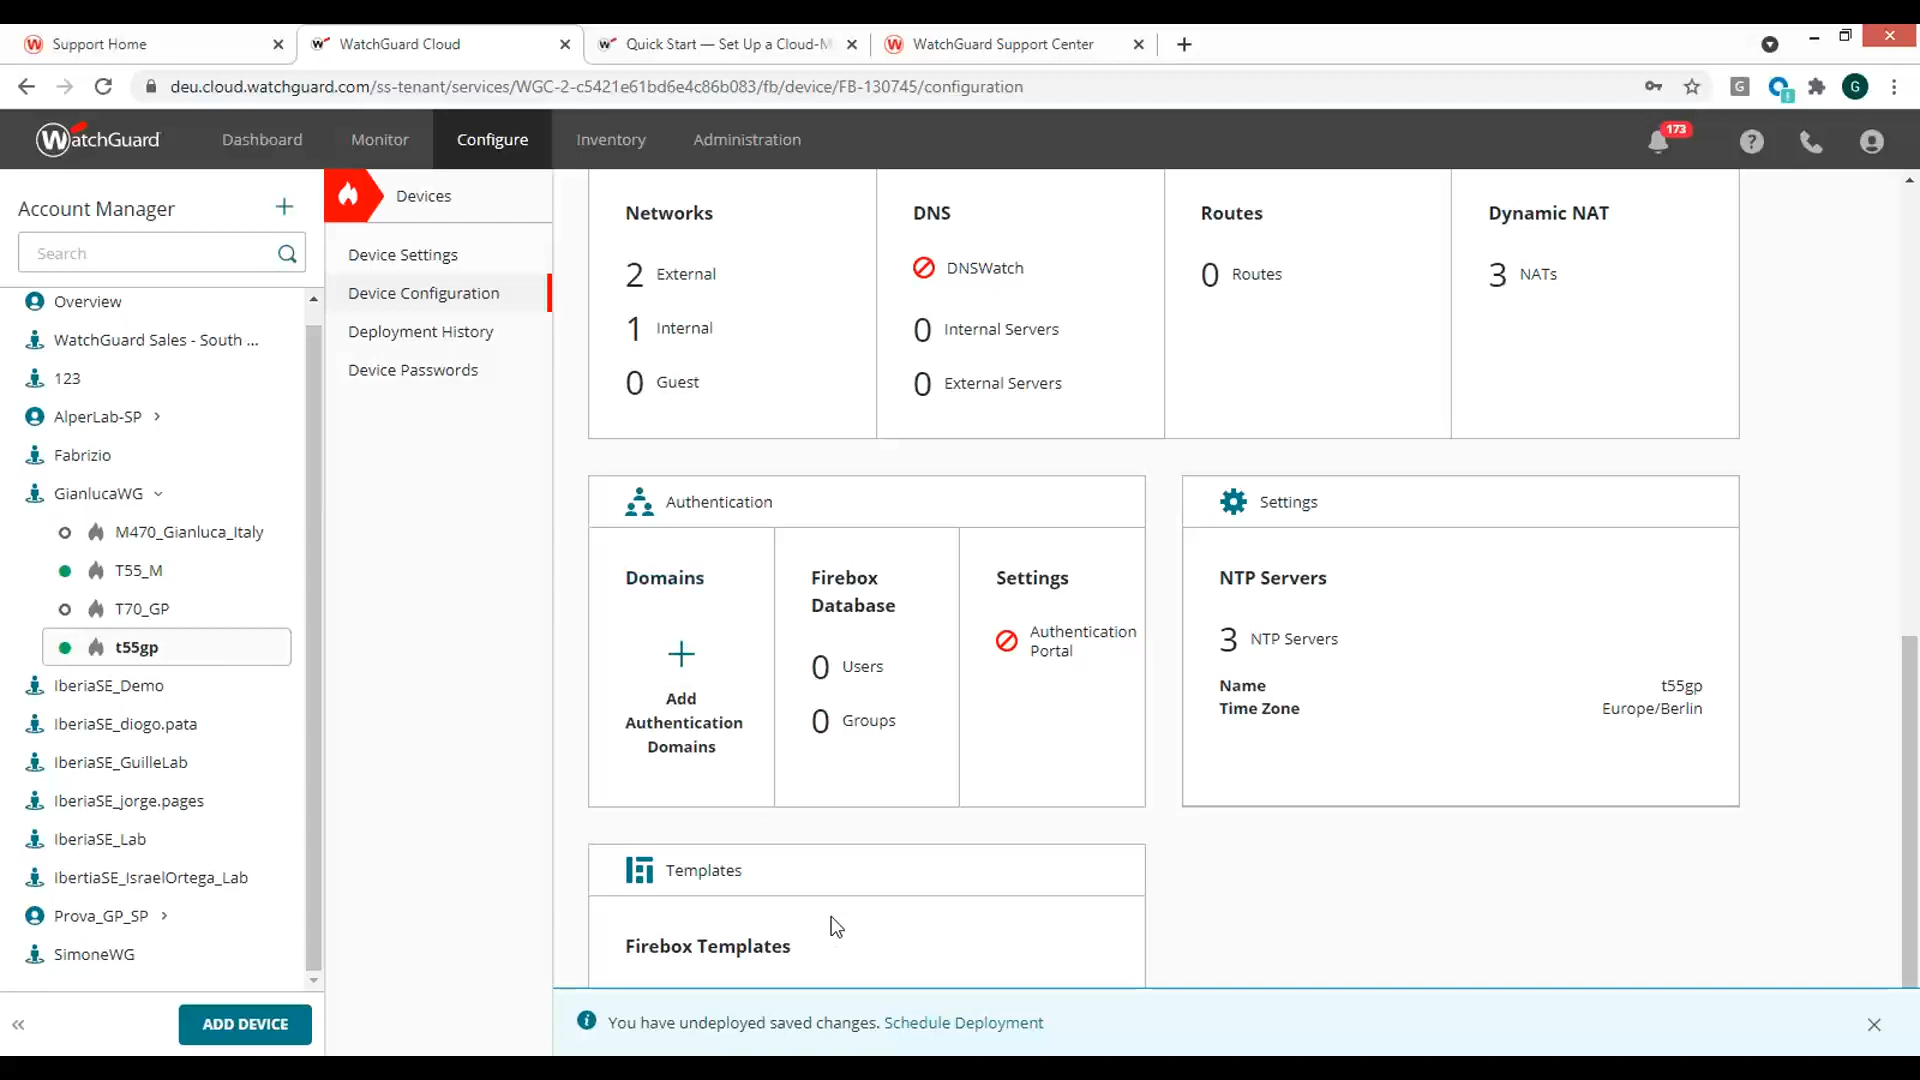 Support Home
WatchGuard Cloud
Quick Start — Set Up a Cloud-M
WatchGuard Support Center
deu.cloud.watchguard.com/ss-tenant/services/WGC-2-c5421e61bd6e4c86b083/fb/device/FB-130745/configuration
G
G
WatchGuard
Dashboard
Monitor
Configure
Inventory
Administration
173
Account Manager
Search
Overview
WatchGuard Sales - South ...
123
AlperLab-SP
Fabrizio
GianlucaWG
M470_Gianluca_Italy
T55_M
T70_GP
t55gp
IberiaSE_Demo
IberiaSE_diogo.pata
IberiaSE_GuilleLab
IberiaSE_jorge.pages
IberiaSE_Lab
IbertiaSE_IsraelOrtega_Lab
Prova_GP_SP
SimoneWG
ADD DEVICE
Devices
Device Settings
Device Configuration
Deployment History
Device Passwords
Networks
2 External
1 Internal
0 Guest
DNS
DNSWatch
0 Internal Servers
0 External Servers
Routes
0 Routes
Dynamic NAT
3 NATs
Authentication
Domains
Add
Authentication
Domains
Firebox
Database
0 Users
0 Groups
Settings
Authentication
Portal
Settings
NTP Servers
3 NTP Servers
Name t55gp
Time Zone Europe/Berlin
Templates
Firebox Templates
You have undeployed saved changes. Schedule Deployment